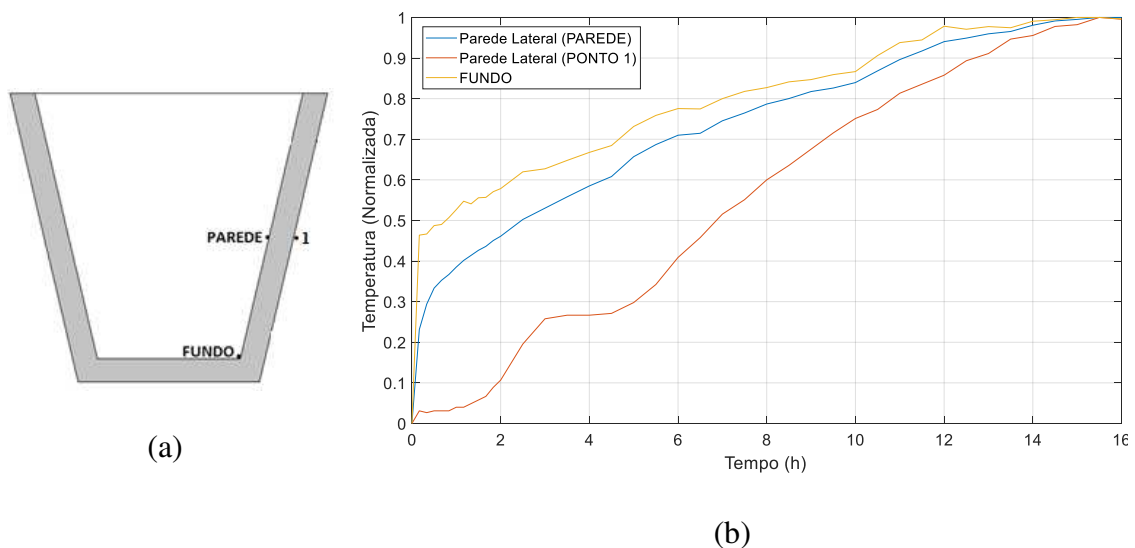 PAREDE
1
FUNDO
(a)
Temperatura (Normalizada)
1
0.9
0.8
0.7
0.6
0.5
0.4
0.3
0.2
0.1
0
Parede Lateral (PAREDE)
Parede Lateral (PONTO 1)
FUNDO
0 2 4 6 8 10 12 14 16
Tempo (h)
(b)